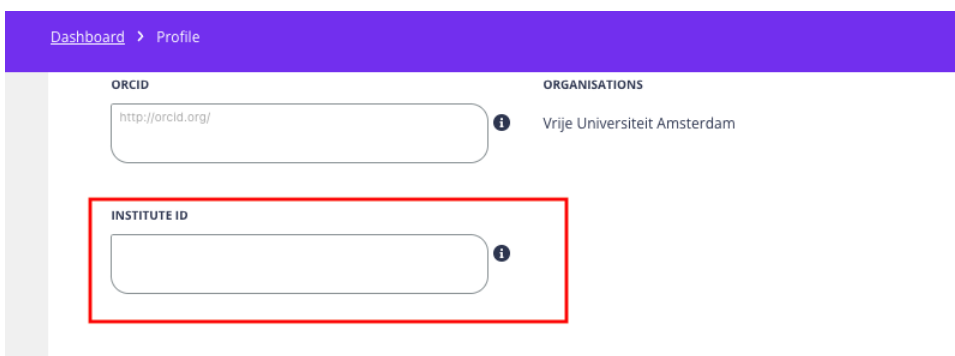 Dashboard > Profile
ORCID
http://orcid.org/
ORGANISATIONS
Vrije Universiteit Amsterdam
INSTITUTE ID